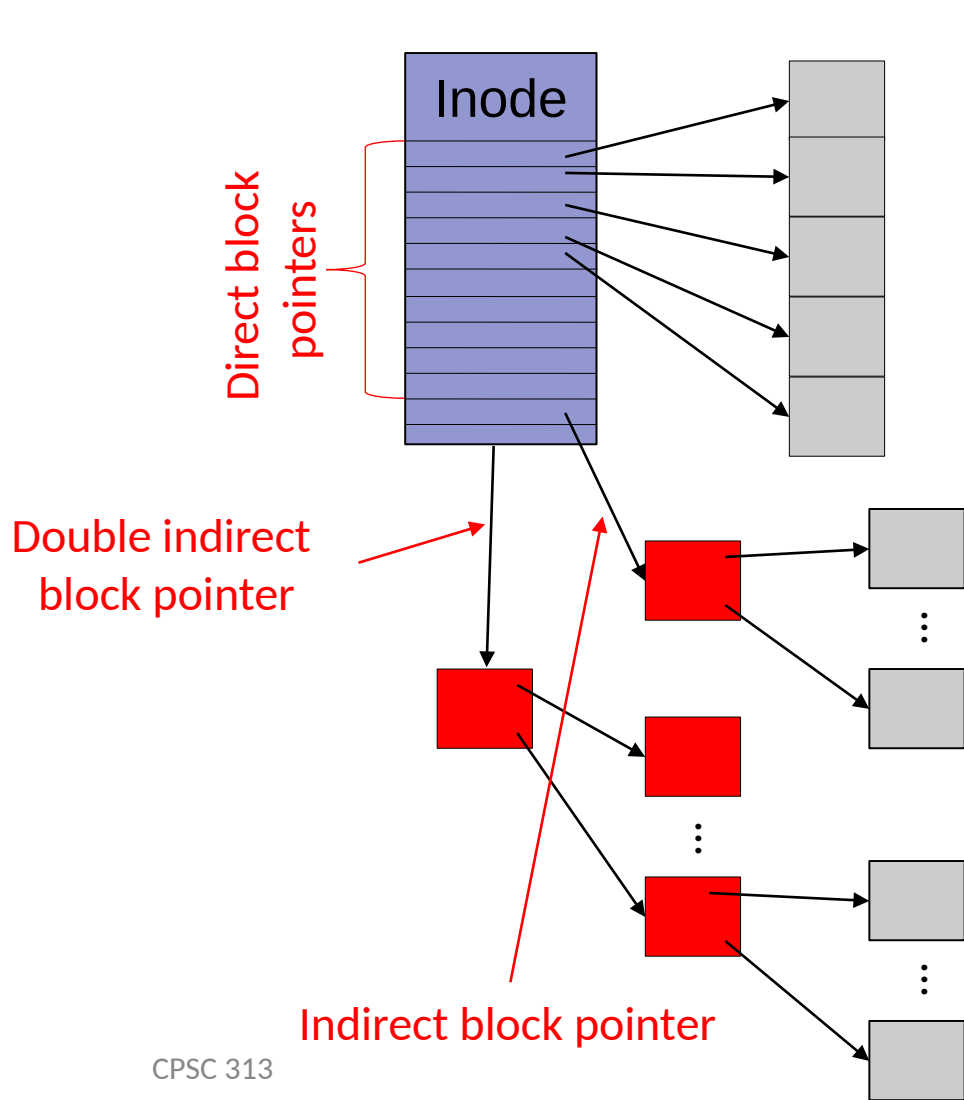 Inode
Direct block
pointers
Double indirect
block pointer
Indirect block pointer
CPSC 313